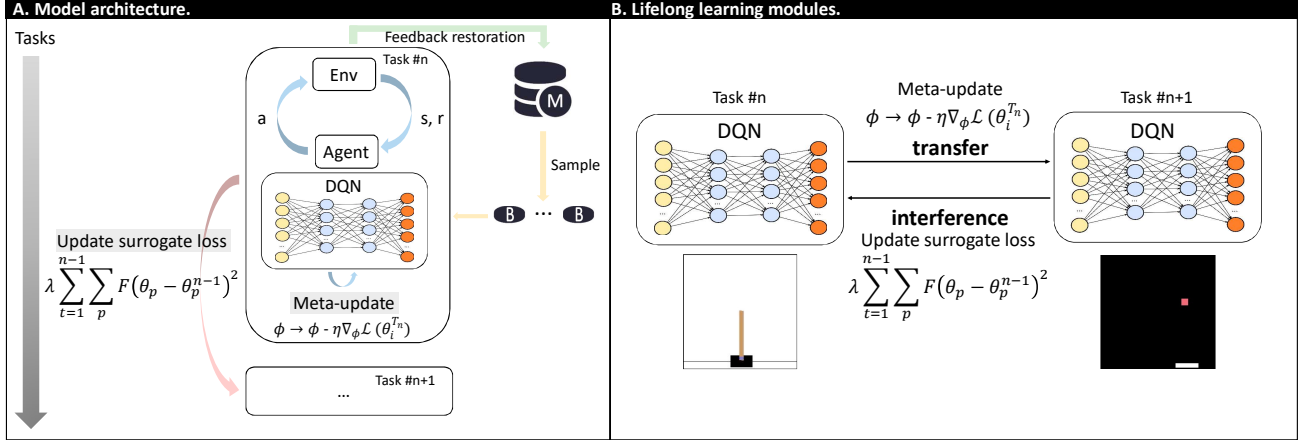 A. Model architecture.
Tasks
Feedback restoration
Task #n
Env
M
a
s, r
Agent
Sample
DQN
...
B ... B
...
Update surrogate loss
λ∑_{t=1}^{n-1}∑_p F(θ_p − θ_p^{n-1})^2
Meta-update
ϕ → ϕ - η∇_ϕ ℒ (θ_i^{T_n})
Task #n+1
...
B. Lifelong learning modules.
Task #n
DQN
...
Meta-update
ϕ → ϕ - η∇_ϕ ℒ (θ_i^{T_n})
transfer
interference
Update surrogate loss
λ∑_{t=1}^{n-1}∑_p F(θ_p − θ_p^{n-1})^2
Task #n+1
DQN
...